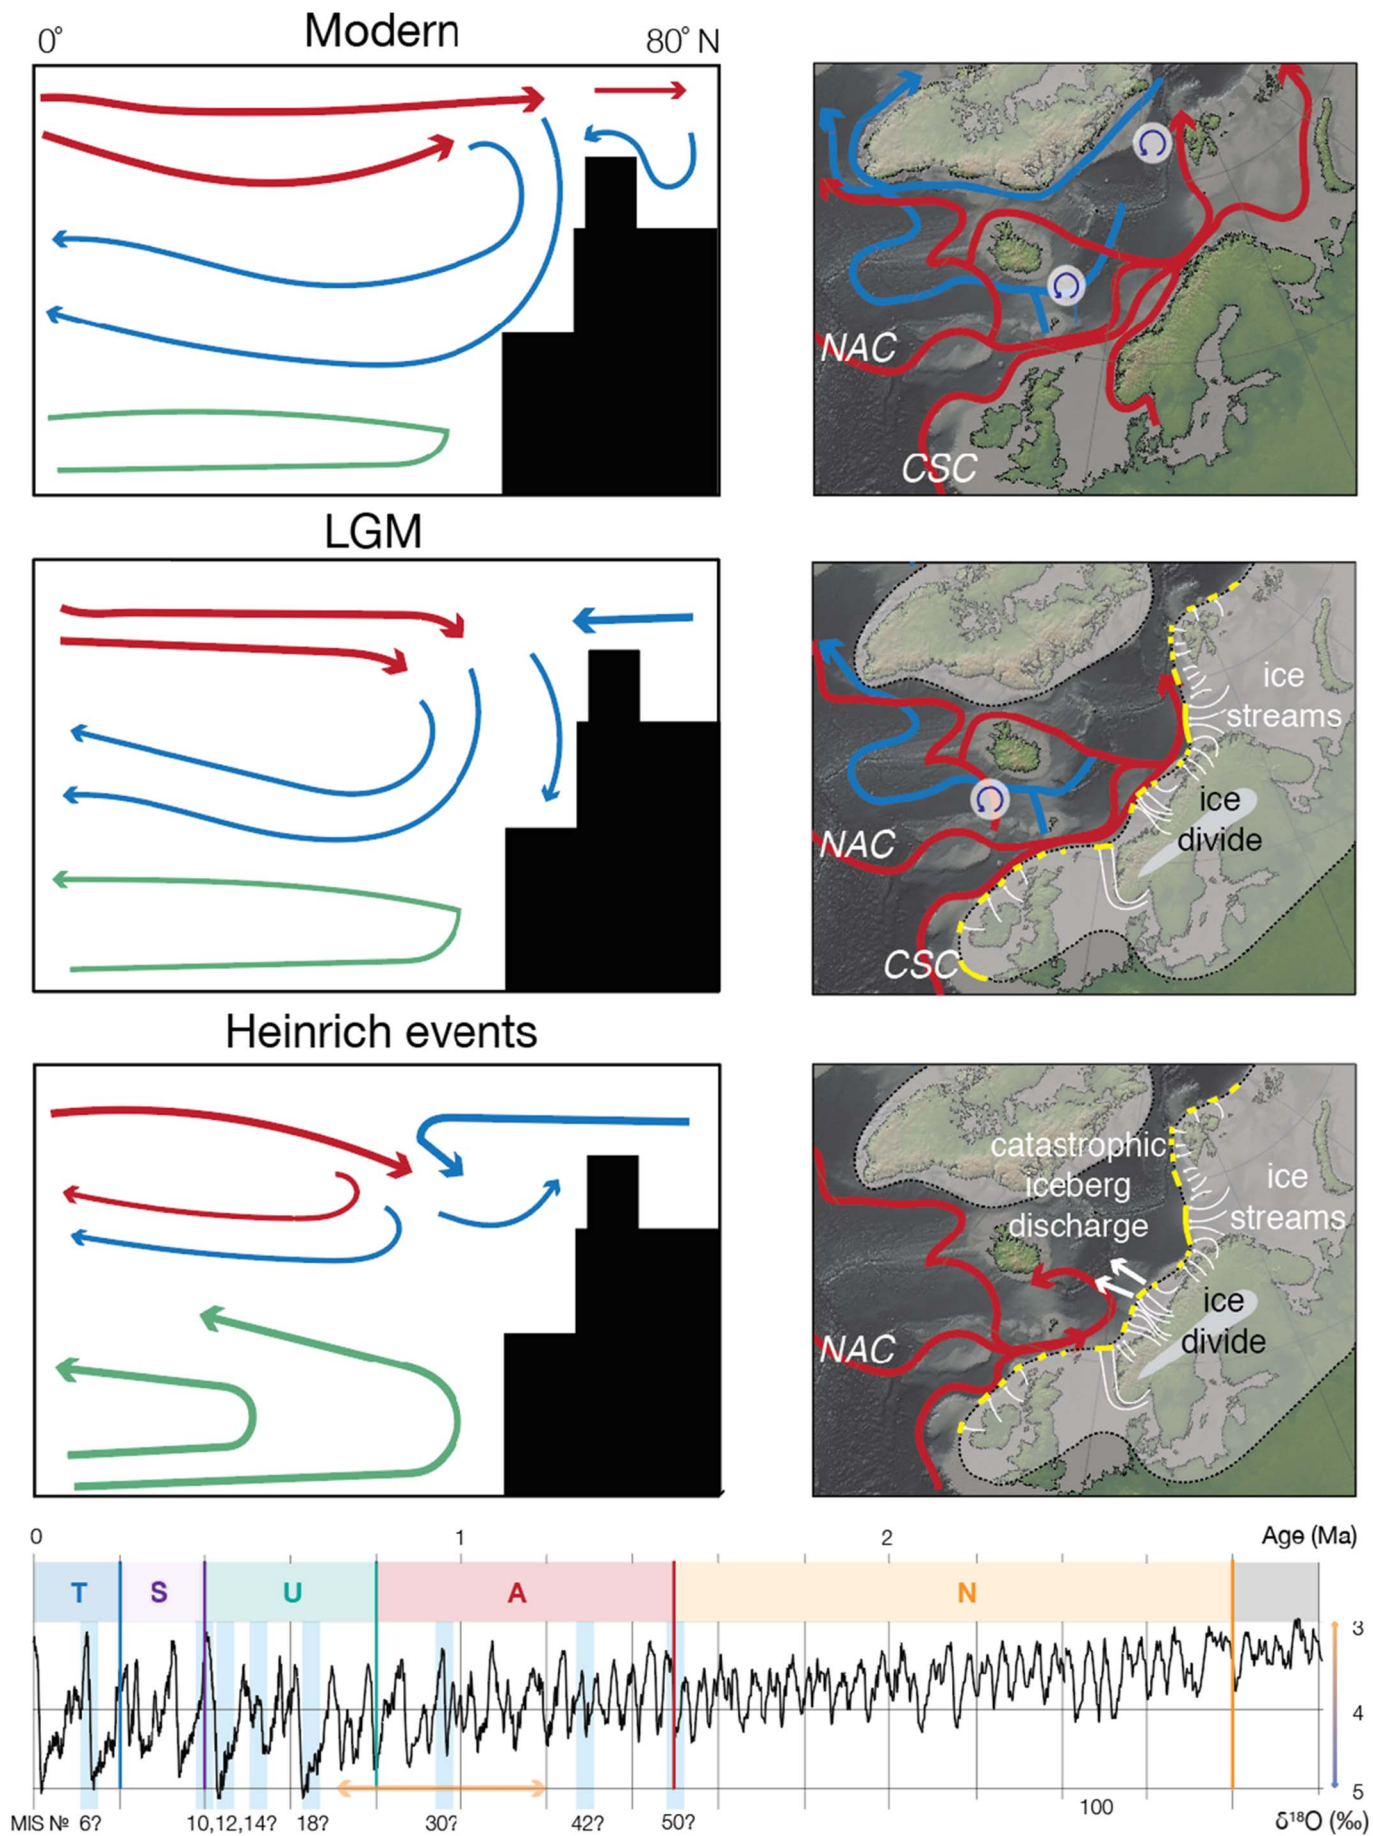 Modern
0° 80° N
NAC
CSC
LGM
ice
streams
ice
divide
NAC
CSC
Heinrich events
catastrophic
iceberg
discharge
ice
streams
ice
divide
NAC
0 1 2 Age (Ma)
T S U A N
3
4
5
100
MIS № 6? 10,12,14? 18? 30? 42? 50? δ¹⁸O (‰)